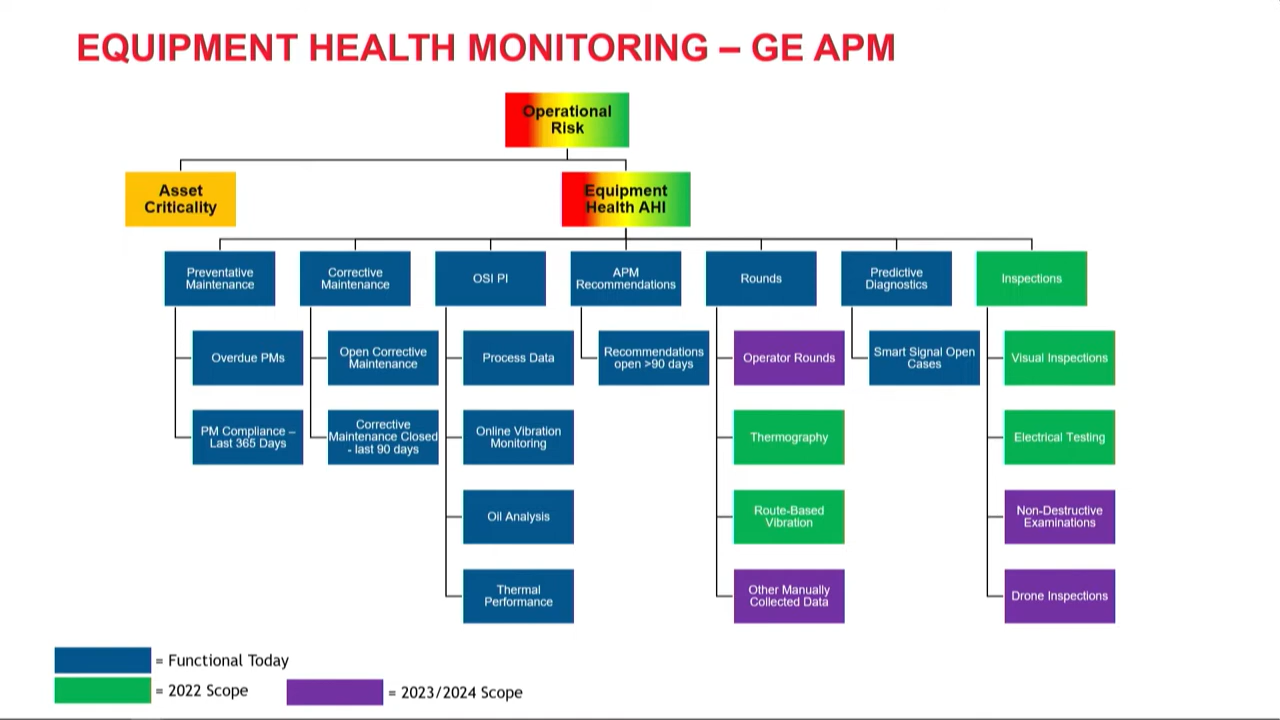 EQUIPMENT HEALTH MONITORING – GE APM
Operational
Risk
Asset
Criticality
Equipment
Health AHI
Preventative
Maintenance
Corrective
Maintenance
OSI PI
APM
Recommendations
Rounds
Predictive
Diagnostics
Inspections
Overdue PMs
Open Corrective
Maintenance
Process Data
Recommendations
open >90 days
Operator Rounds
Smart Signal Open
Cases
Visual Inspections
PM Compliance –
Last 365 Days
Corrective
Maintenance Closed
- last 90 days
Online Vibration
Monitoring
Thermography
Electrical Testing
Oil Analysis
Route-Based
Vibration
Non-Destructive
Examinations
Thermal
Performance
Other Manually
Collected Data
Drone Inspections
= Functional Today
= 2022 Scope
= 2023/2024 Scope